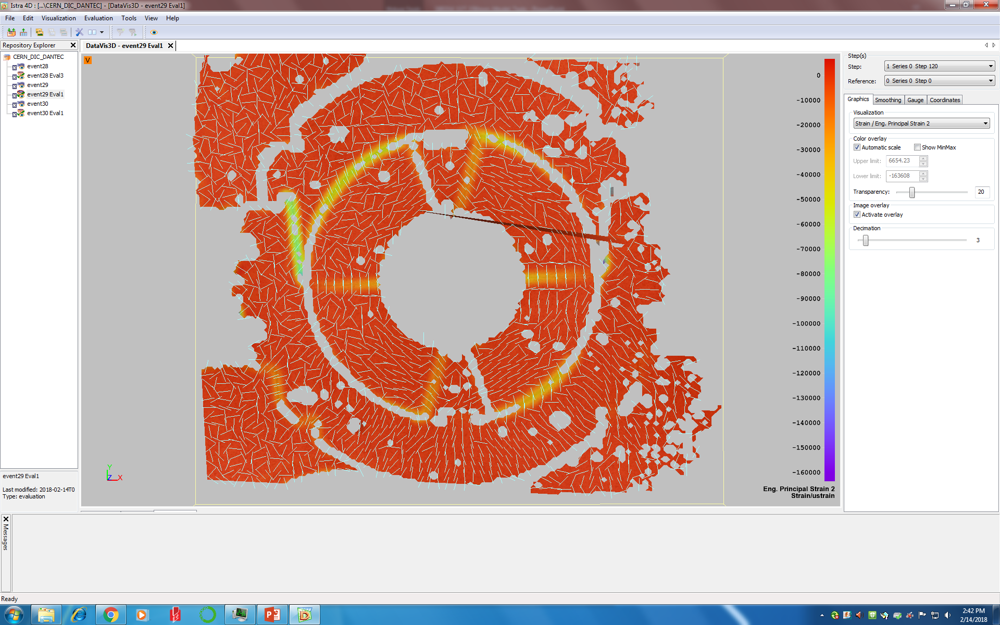 Istra 4D : [...\CERN_DIC_DANTEC] - [DataVis3D - event29 Eval1]
File Edit Visualization Evaluation Tools View Help
Repository Explorer
DataVis3D - event29 Eval1
CERN_DIC_DANTEC
event28
event28 Eval3
event29
event29 Eval1
event30
event30 Eval1
event29 Eval1
Last modified: 2018-02-14T0
Type: evaluation
V
Y
Z X
0
-10000
-20000
-30000
-40000
-50000
-60000
-70000
-80000
-90000
-100000
-110000
-120000
-130000
-140000
-150000
-160000
Eng. Principal Strain 2
Strain/ustrain
Step(s)
Step: 1 Series 0 Step 120
Reference: 0 Series 0 Step 0
Graphics Smoothing Gauge Coordinates
Visualization
Strain / Eng. Principal Strain 2
Color overlay
Automatic scale Show MinMax
Upper limit: 6654.23
Lower limit: -163608
Transparency: 20
Image overlay
Activate overlay
Decimation
3
Messages
Ready
2:42 PM
2/14/2018